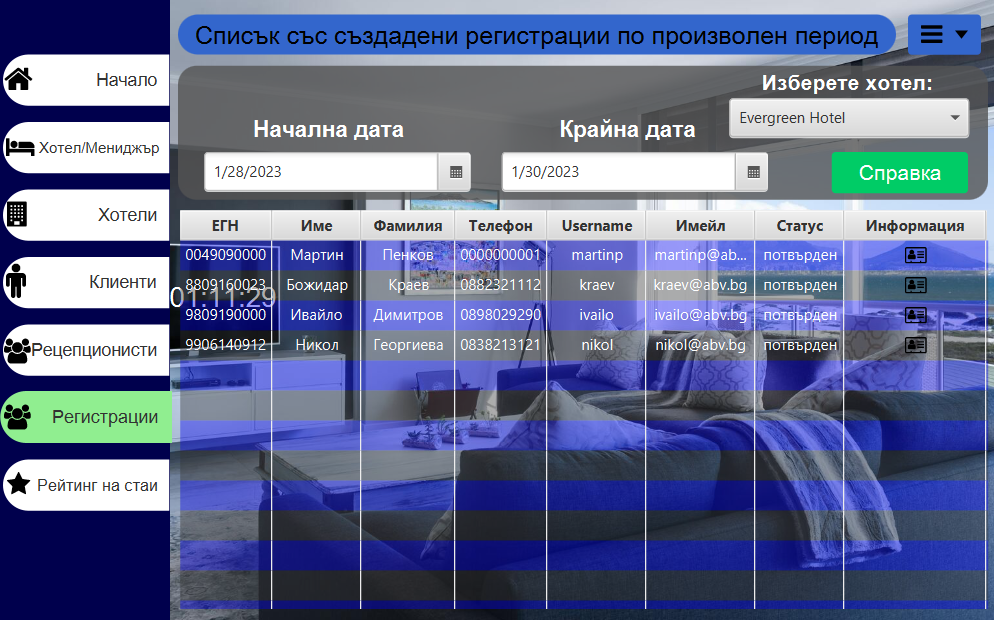 Списък със създадени регистрации по произволен период
Начало
Хотел/Мениджър
Хотели
Клиенти
Рецепционисти
Регистрации
Рейтинг на стаи
Изберете хотел:
Evergreen Hotel
Начална дата
Крайна дата
1/28/2023
1/30/2023
Справка
ЕГН Име Фамилия Телефон Username Имейл Статус Информация
0049090000 Мартин Пенков 0000000001 martinp martinp@ab... потвърден
8809160023 Божидар Краев 0882321112 kraev kraev@abv.bg потвърден
01:11:29
9809190000 Ивайло Димитров 0898029290 ivailo ivailo@abv.bg потвърден
9906140912 Никол Георгиева 0838213121 nikol nikol@abv.bg потвърден